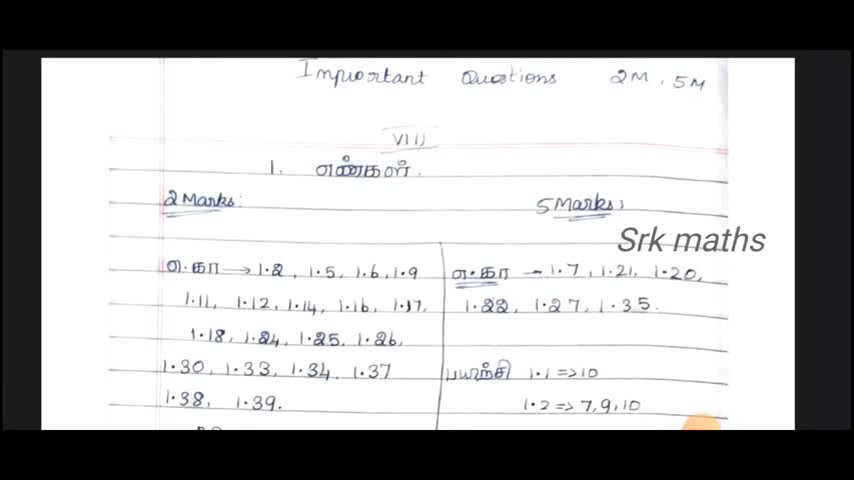 Important Questions 2M, 5M
VIII
1. எண்கள்.
2 Marks:
5 Marks:
Srk maths
எ.கா → 1.2, 1.5, 1.6, 1.9
1.11, 1.12, 1.14, 1.16, 1.17,
1.18, 1.24, 1.25, 1.26,
1.30, 1.33, 1.34, 1.37
1.38, 1.39.
எ.கா → 1.7, 1.21, 1.20,
1.22, 1.27, 1.35.
பயிற்சி 1.1 => 10
1.2 => 7, 9, 10